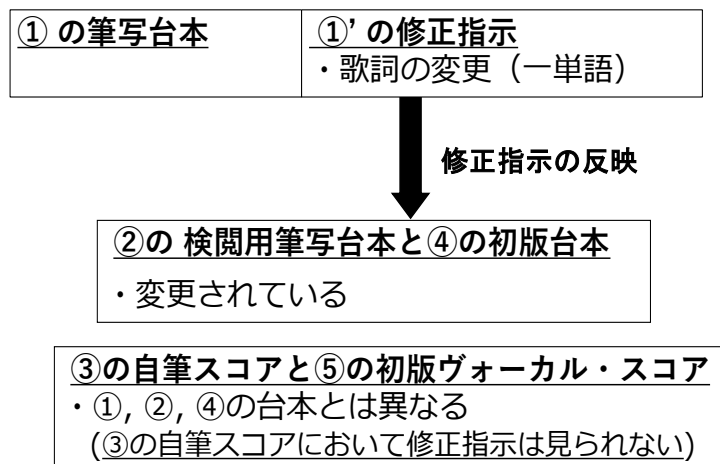 ① の筆写台本
①’ の修正指示
・歌詞の変更（一単語）
修正指示の反映
②の 検閲用筆写台本と④の初版台本
・変更されている
③の自筆スコアと⑤の初版ヴォーカル・スコア
・①, ②, ④の台本とは異なる
(③の自筆スコアにおいて修正指示は見られない)